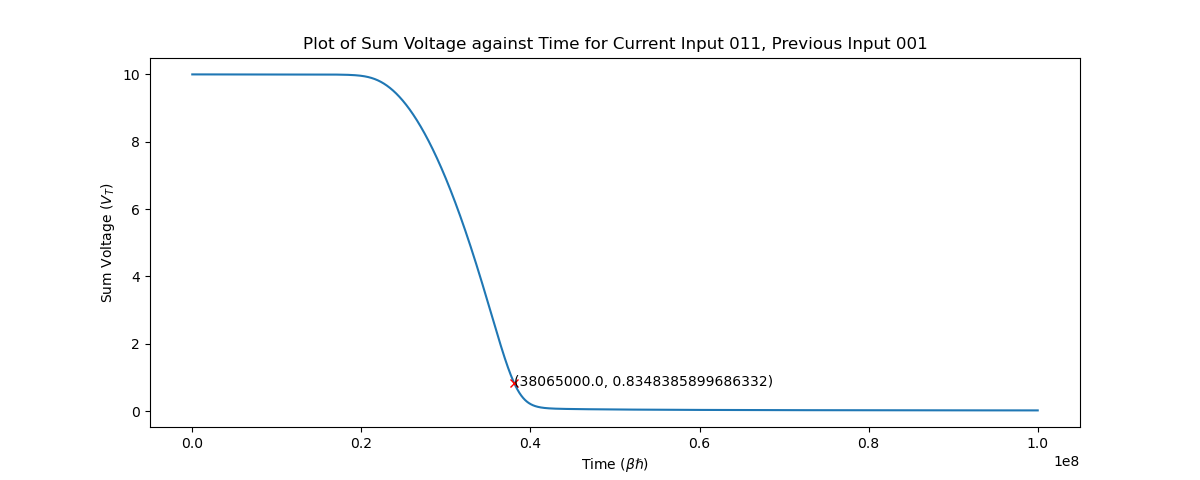 Plot of Sum Voltage against Time for Current Input 011, Previous Input 001
10
8
6
4
2
0
Sum Voltage (V_T)
(38065000.0, 0.8348385899686332)
0.0 0.2 0.4 0.6 0.8 1.0
1e8
Time (βℏ)